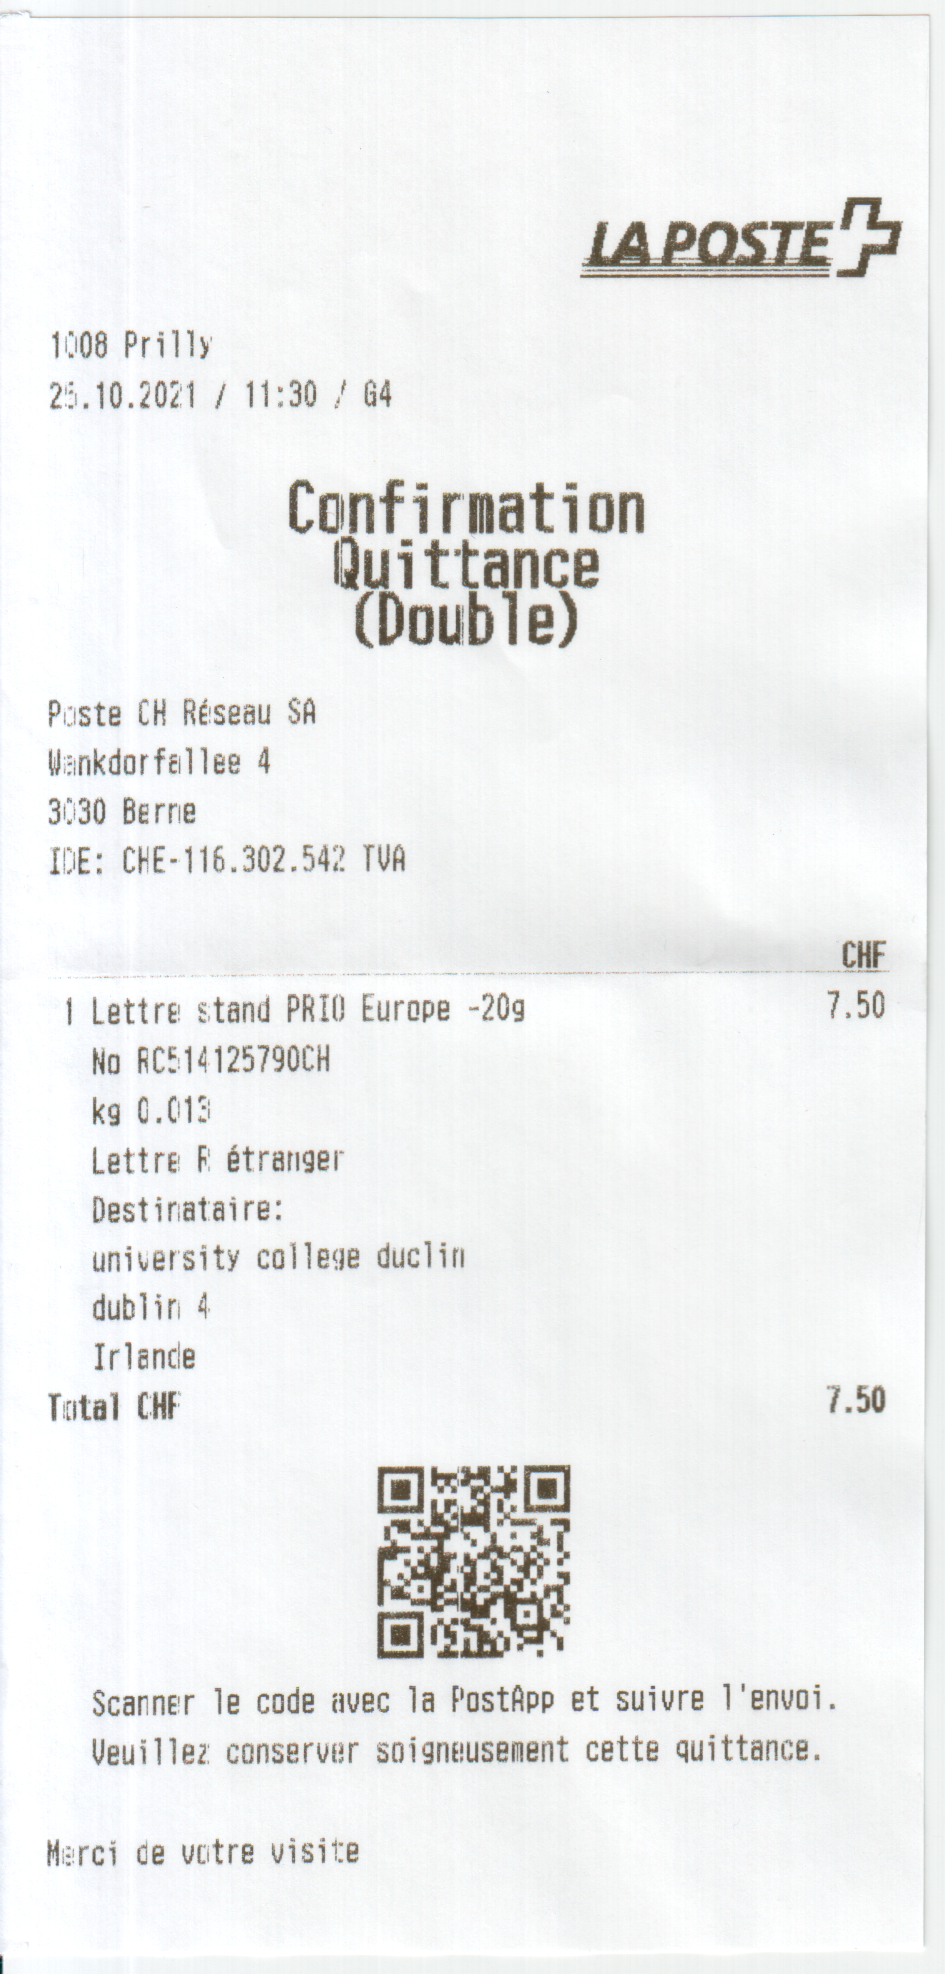 LA POSTE
1008 Prilly
25.10.2021 / 11:30 / G4
Confirmation
Quittance
(Double)
Poste CH Réseau SA
Wankdorfallee 4
3030 Berne
IDE: CHE-116.302.542 TVA
CHF
1 Lettre stand PRIO Europe -20g 7.50
No RC514125790CH
kg 0.013
Lettre R étranger
Destinataire:
university college duclin
dublin 4
Irlande
Total CHF 7.50
Scanner le code avec la PostApp et suivre l'envoi.
Veuillez conserver soigneusement cette quittance.
Merci de votre visite